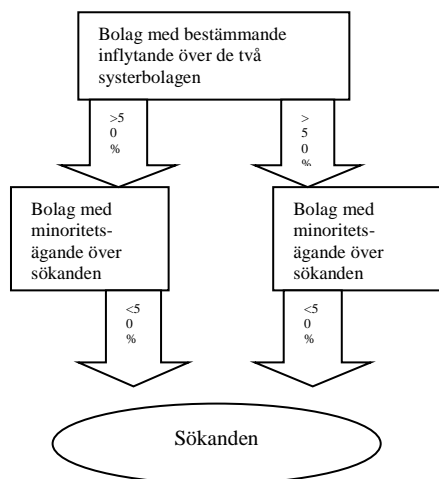 Bolag med bestämmande
inflytande över de två
systerbolagen
>5
0
%
>
5
0
%
Bolag med
minoritets-
ägande över
sökanden
Bolag med
minoritets-
ägande över
sökanden
<5
0
%
<5
0
%
Sökanden